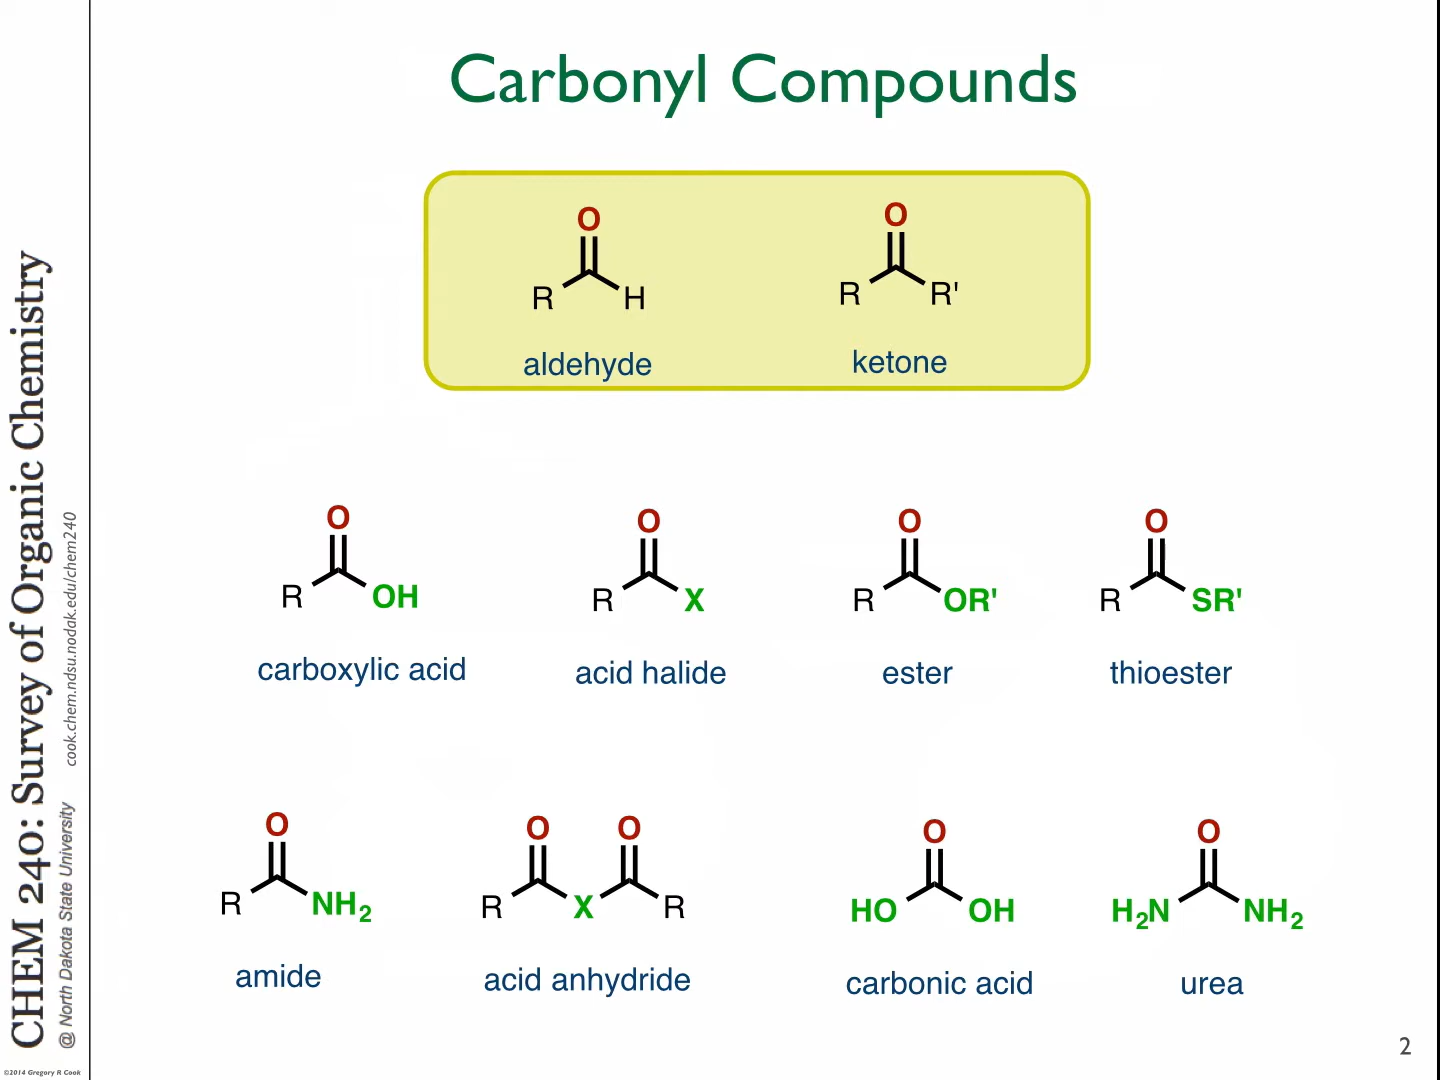 Carbonyl Compounds
O O
R H R R'
aldehyde ketone
O O O O
R OH R X R OR' R SR'
carboxylic acid acid halide ester thioester
O O O O O
R NH2 R X R HO OH H2N NH2
amide acid anhydride carbonic acid urea
2
CHEM 240: Survey of Organic Chemistry
@ North Dakota State University cook.chem.ndsu.nodak.edu/chem240
©2014 Gregory R Cook